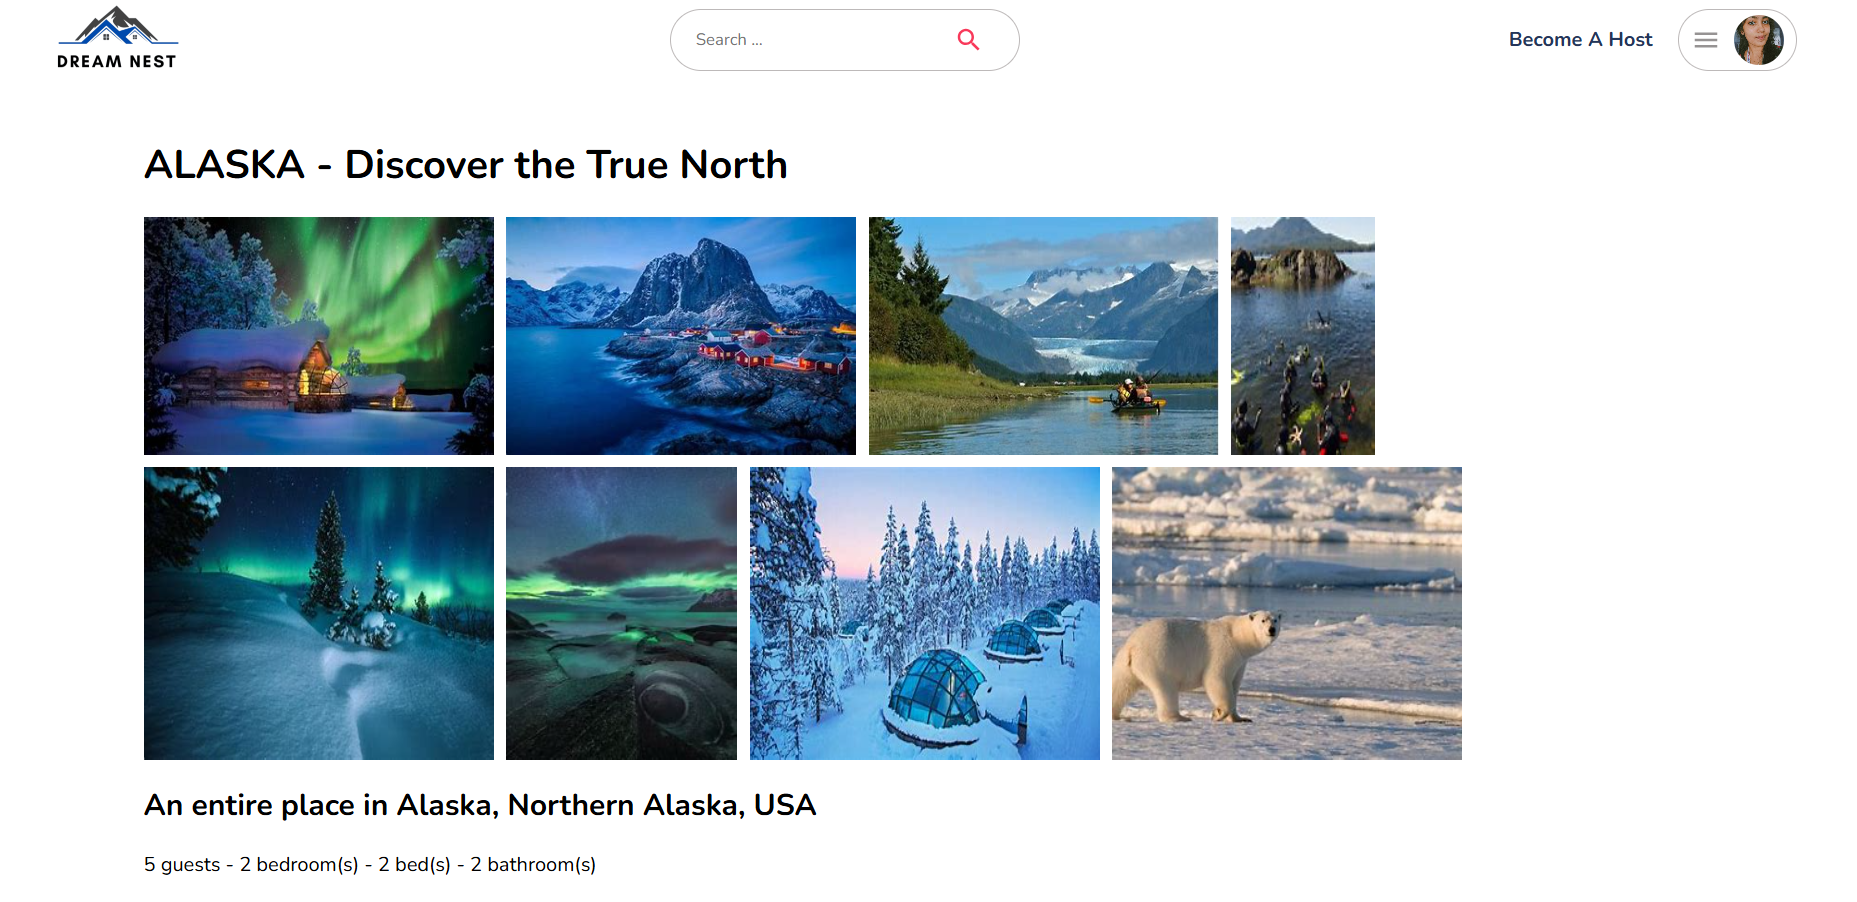 DREAM NEST
Search ...
Become A Host
ALASKA - Discover the True North
An entire place in Alaska, Northern Alaska, USA
5 guests - 2 bedroom(s) - 2 bed(s) - 2 bathroom(s)